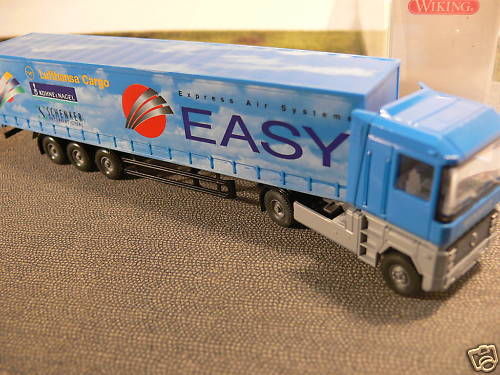 WIKING
Lufthansa Cargo
KÜHNE & NAGEL
SCHENKER
Express Air Systems
EASY